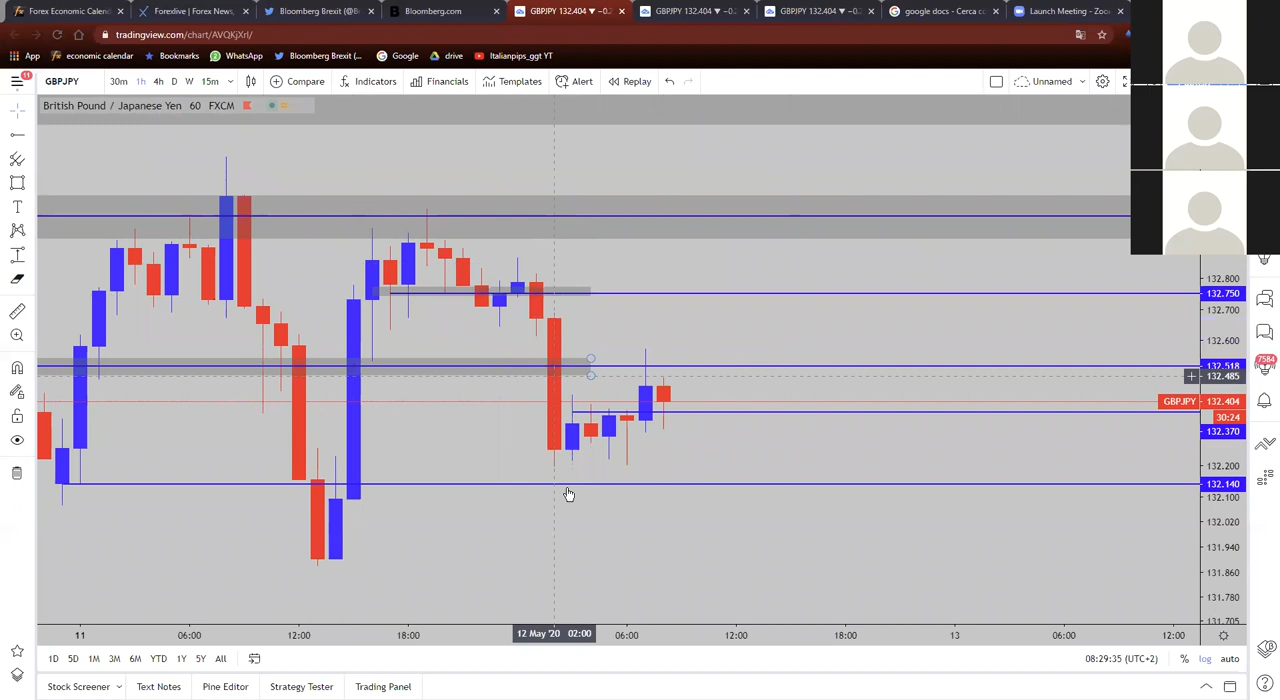 Forex Economic Calend
Forexlive | Forex News,
Bloomberg Brexit (@B
Bloomberg.com
GBPJPY 132.404 ▼ −0.
GBPJPY 132.404 ▼ −0.
GBPJPY 132.404 ▼ −0.
google docs - Cerca c
Launch Meeting - Zoo
tradingview.com/chart/AVQKjXrl/
App
economic calendar
Bookmarks
WhatsApp
Bloomberg Brexit (...
Google
drive
Italianpips_ggt YT
11
GBPJPY
30m
1h
4h
D
W
15m
Compare
Indicators
Financials
Templates
Alert
Replay
Unnamed
British Pound / Japanese Yen 60 FXCM
132.800
132.750
132.700
132.600
132.518
132.485
GBPJPY 132.404
30:24
132.370
132.200
132.140
132.100
132.020
131.940
131.860
131.780
131.705
7584
11
06:00
12:00
18:00
12 May '20 02:00
06:00
12:00
18:00
13
06:00
12:00
1D 5D 1M 3M 6M YTD 1Y 5Y All
08:29:35 (UTC+2)
%
log
auto
Stock Screener
Text Notes
Pine Editor
Strategy Tester
Trading Panel